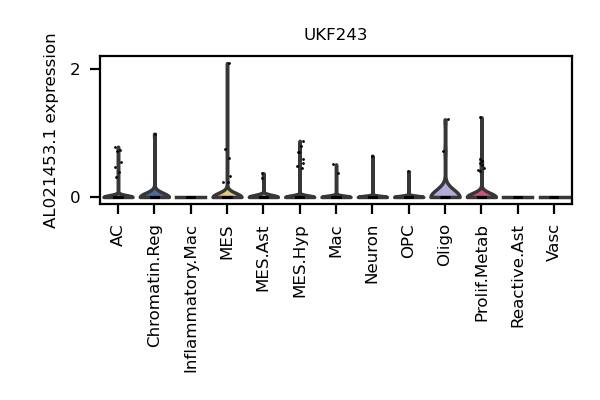 UKF243
AL021453.1 expression
2
0
AC
Chromatin.Reg
Inflammatory.Mac
MES
MES.Ast
MES.Hyp
Mac
Neuron
OPC
Oligo
Prolif.Metab
Reactive.Ast
Vasc